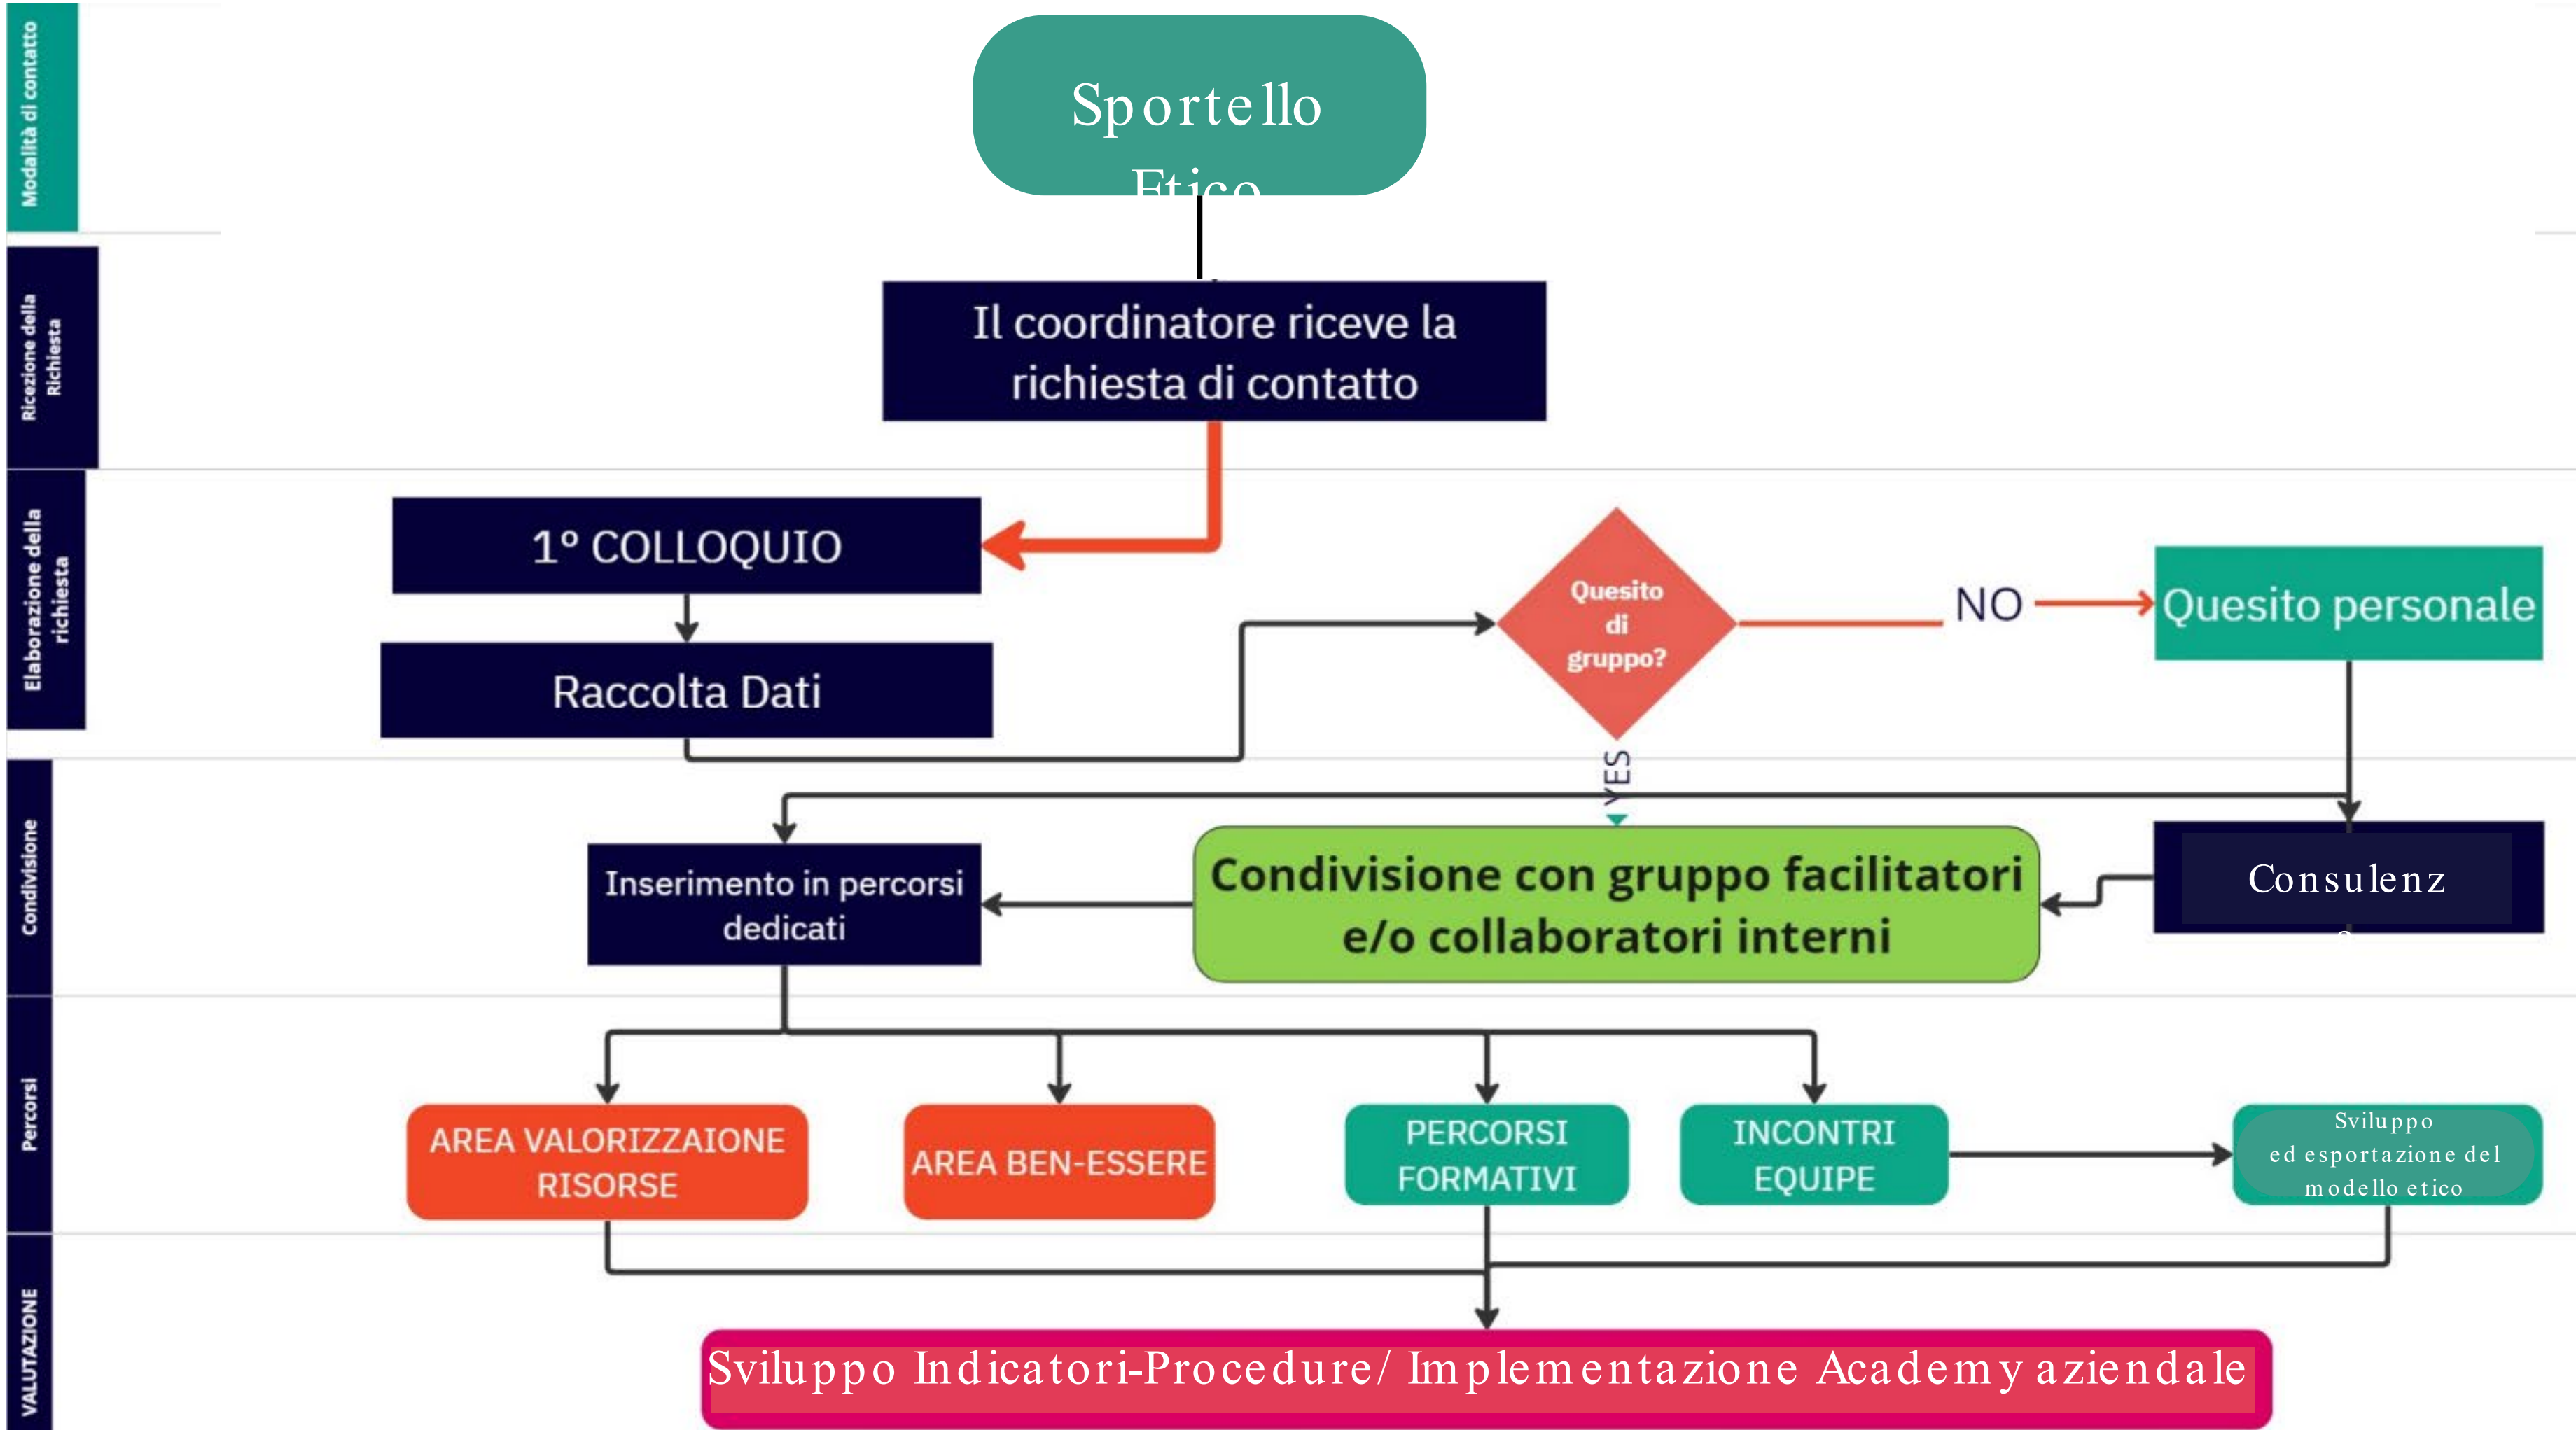 Modalità di contatto
Sportello
Etico
Ricezione della
Richiesta
Il coordinatore riceve la
richiesta di contatto
Elaborazione della
richiesta
1° COLLOQUIO
Raccolta Dati
Quesito
di
gruppo?
NO
Quesito personale
YES
Condivisione
Inserimento in percorsi
dedicati
Condivisione con gruppo facilitatori
e/o collaboratori interni
Consulenz
Percorsi
AREA VALORIZZAIONE
RISORSE
AREA BEN-ESSERE
PERCORSI
FORMATIVI
INCONTRI
EQUIPE
Sviluppo
ed esportazione del
modello etico
VALUTAZIONE
Sviluppo Indicatori-Procedure/ Implementazione Academy aziendale